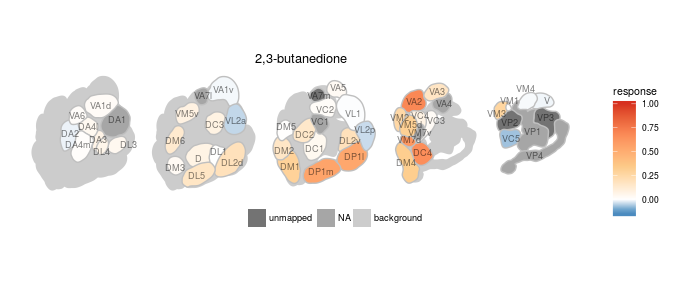 2,3-butanedione
VA1d
VA6
DA4l
DA1
DA2
DA3
DA4m
DL4
DL3
VA1v
VA7l
VM5v
VL2a
DC3
DM6
D
DL1
DM3
DL2d
DL5
VA5
VA7m
VC2
VL1
VC1
DM5
DC2
VL2p
DL2v
DC1
DM2
DP1l
DM1
DP1m
VA3
VA2
VA4
VM2
VC4
VC3
VM5d
VM7v
VM7d
DC4
DM4
VM4
VM1
V
VM3
VP2
VP3
VP1
VC5
VP4
response
1.00
0.75
0.50
0.25
0.00
unmapped
NA
background